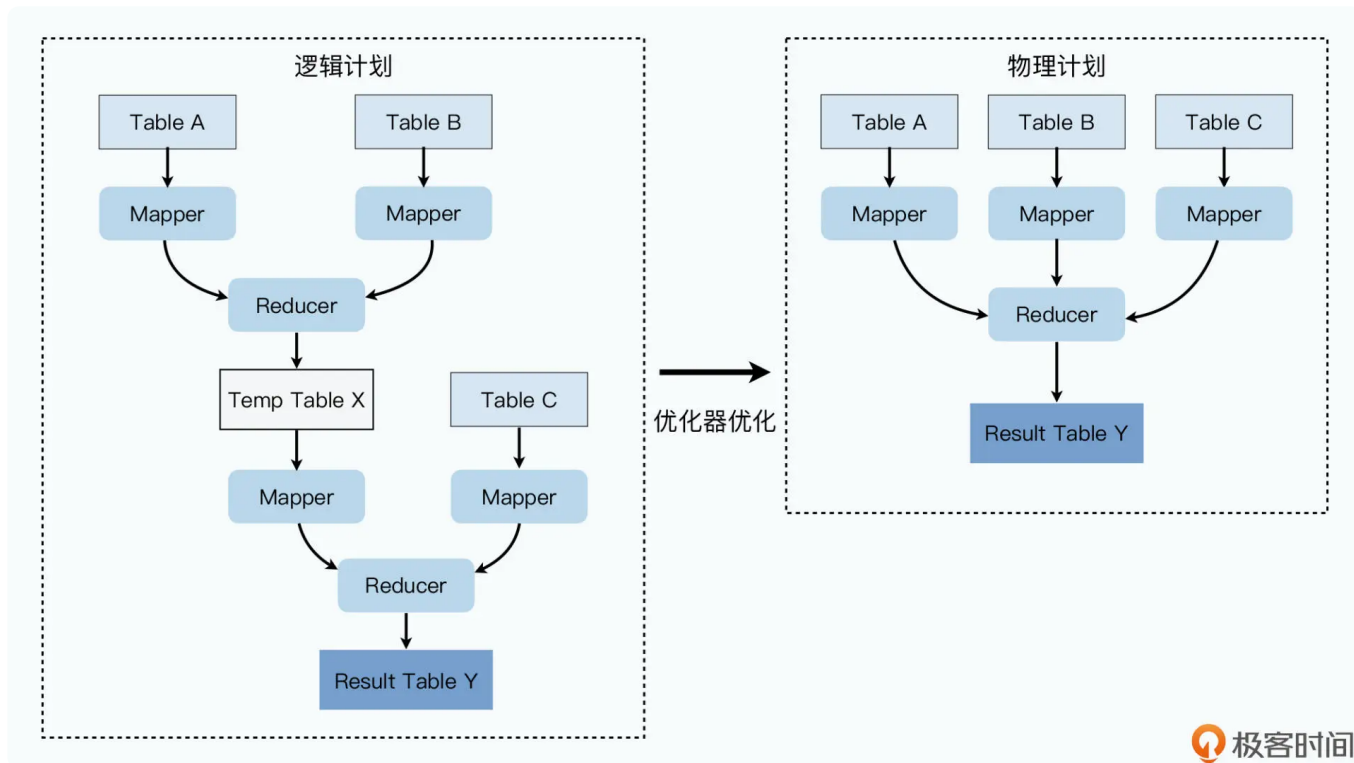 逻辑计划
Table A
Table B
Mapper
Mapper
Reducer
Temp Table X
Table C
Mapper
Mapper
Reducer
Result Table Y
优化器优化
物理计划
Table A
Table B
Table C
Mapper
Mapper
Mapper
Reducer
Result Table Y
极客时间